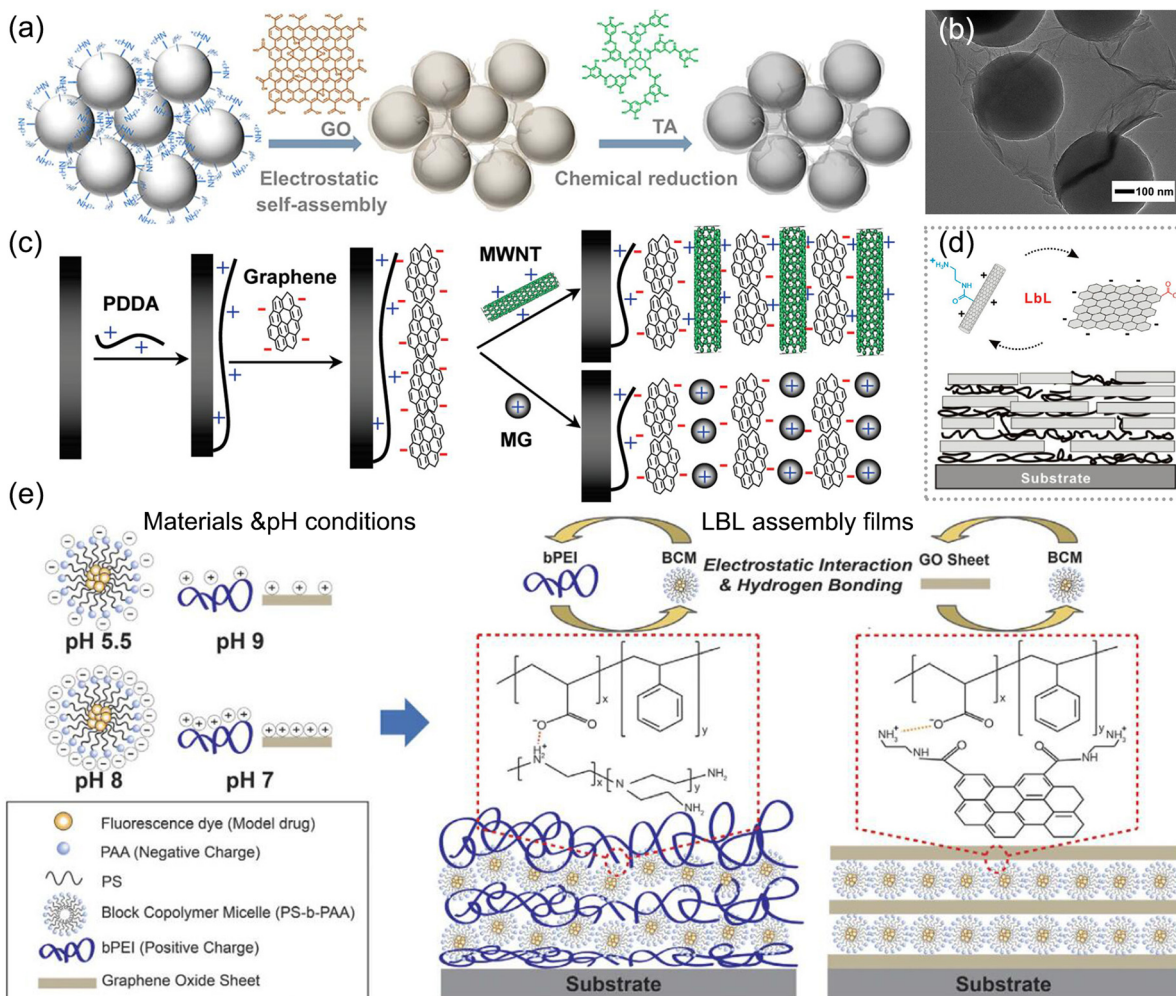 (a)
GO
Electrostatic
self-assembly
TA
Chemical reduction
(b)
100 nm
(c)
PDDA
Graphene
MWNT
MG
(d)
LbL
Substrate
(e)
Materials &pH conditions
pH 5.5
pH 9
pH 8
pH 7
Fluorescence dye (Model drug)
PAA (Negative Charge)
PS
Block Copolymer Micelle (PS-b-PAA)
bPEI (Positive Charge)
Graphene Oxide Sheet
LBL assembly films
bPEI
BCM
Electrostatic Interaction
& Hydrogen Bonding
GO Sheet
BCM
Substrate
Substrate